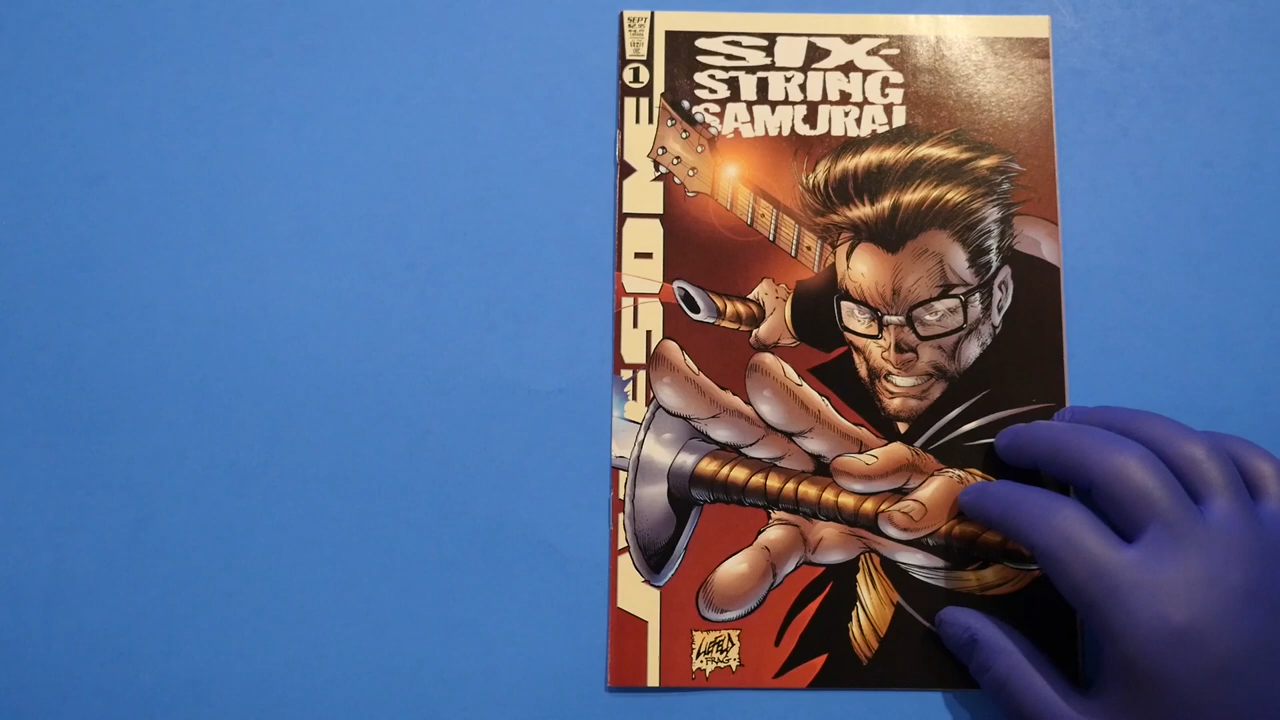 SEPT
1
AWESOME
SIX-
STRING
SAMURAI
LIEFELD
FRAG